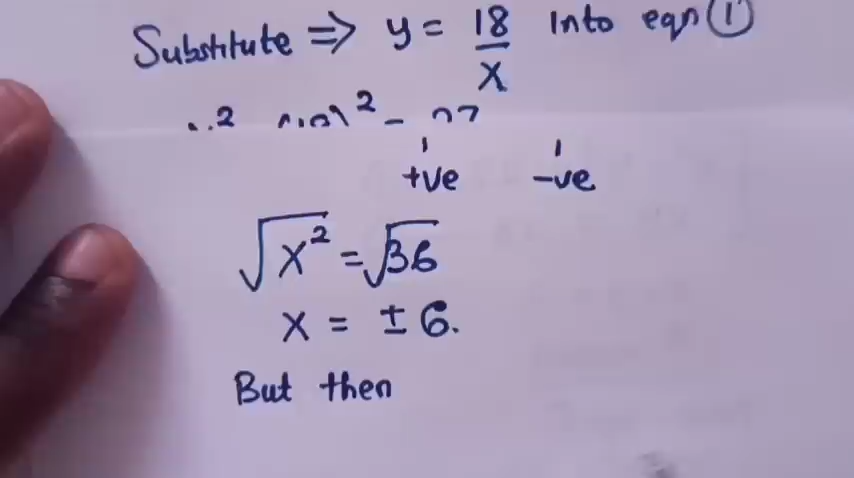 Substitute ⇒ y = 18/x into eqn ①
+ve -ve
√x² = √36
x = ± 6.
But then